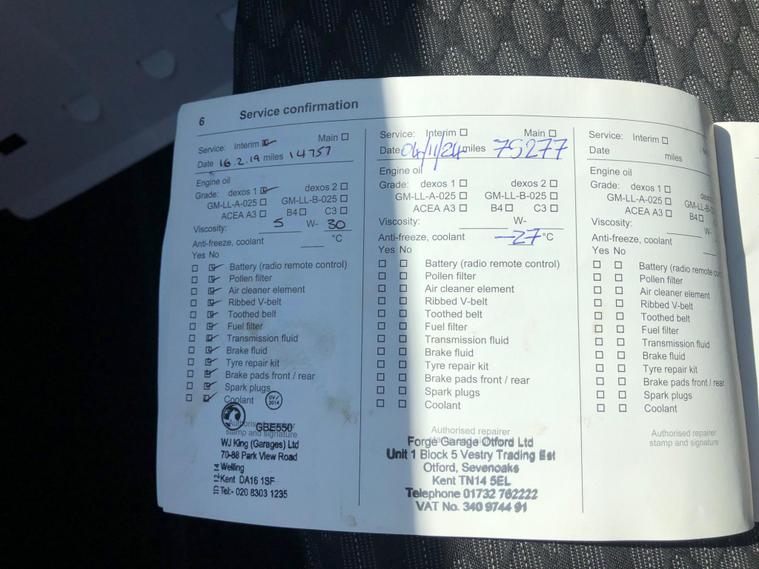 6 Service confirmation
Service: Interim Main
Date 16.2.19 miles 14757
Engine oil
Grade: dexos 1 dexos 2
GM-LL-A-025 GM-LL-B-025
ACEA A3 B4 C3
Viscosity: 5 W- 30
Anti-freeze, coolant °C
Yes No
Battery (radio remote control)
Pollen filter
Air cleaner element
Ribbed V-belt
Toothed belt
Fuel filter
Transmission fluid
Brake fluid
Tyre repair kit
Brake pads front / rear
Spark plugs
Coolant
GBE550
stamp and signature
WJ King (Garages) Ltd
70-88 Park View Road
Welling
Kent DA16 1SF
Tel:- 020 8303 1235
Service: Interim Main
Date 04/11/24 miles 75277
Engine oil
Grade: dexos 1 dexos 2
GM-LL-A-025 GM-LL-B-025
ACEA A3 B4 C3
Viscosity: W-
Anti-freeze, coolant -27 °C
Yes No
Battery (radio remote control)
Pollen filter
Air cleaner element
Ribbed V-belt
Toothed belt
Fuel filter
Transmission fluid
Brake fluid
Tyre repair kit
Brake pads front / rear
Spark plugs
Coolant
Authorised repairer
stamp and signature
Forge Garage Otford Ltd
Unit 1 Block 5 Vestry Trading Est
Otford, Sevenoaks
Kent TN14 5EL
Telephone 01732 762222
VAT No. 340 9744 91
Service: Interim
Date miles
Engine oil
Grade: dexos 1
GM-LL-A-025 GM-LL-B
ACEA A3 B4
Viscosity: W-
Anti-freeze, coolant
Yes No
Battery (radio remote co
Pollen filter
Air cleaner element
Ribbed V-belt
Toothed belt
Fuel filter
Transmission fluid
Brake fluid
Tyre repair kit
Brake pads front / rear
Spark plugs
Coolant
Authorised repairer
stamp and signature